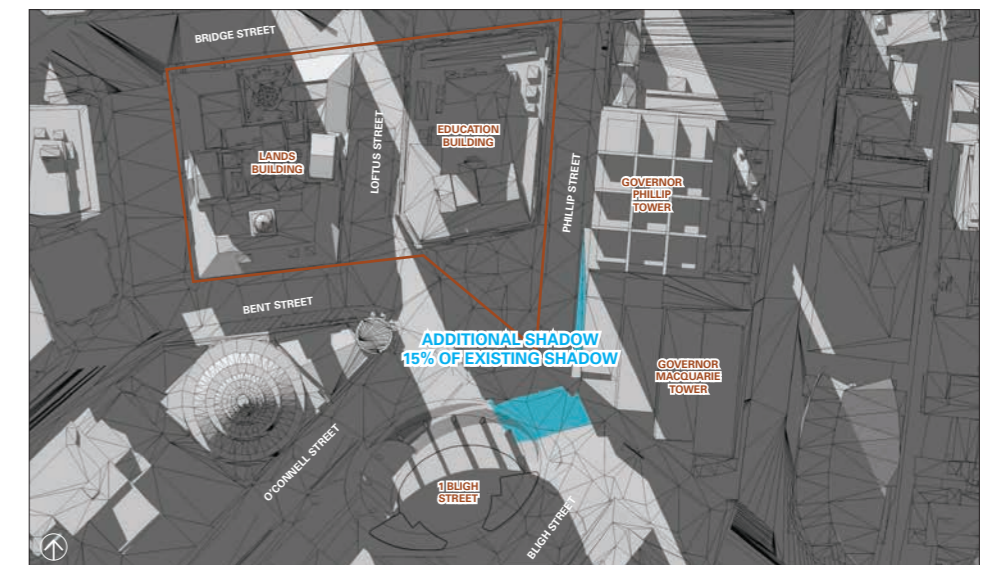 BRIDGE STREET
LOFTUS STREET
EDUCATION
BUILDING
LANDS
BUILDING
PHILLIP STREET
GOVERNOR
PHILLIP
TOWER
BENT STREET
ADDITIONAL SHADOW
15% OF EXISTING SHADOW
GOVERNOR
MACQUARIE
TOWER
O'CONNELL STREET
1 BLIGH
STREET
BLIGH STREET